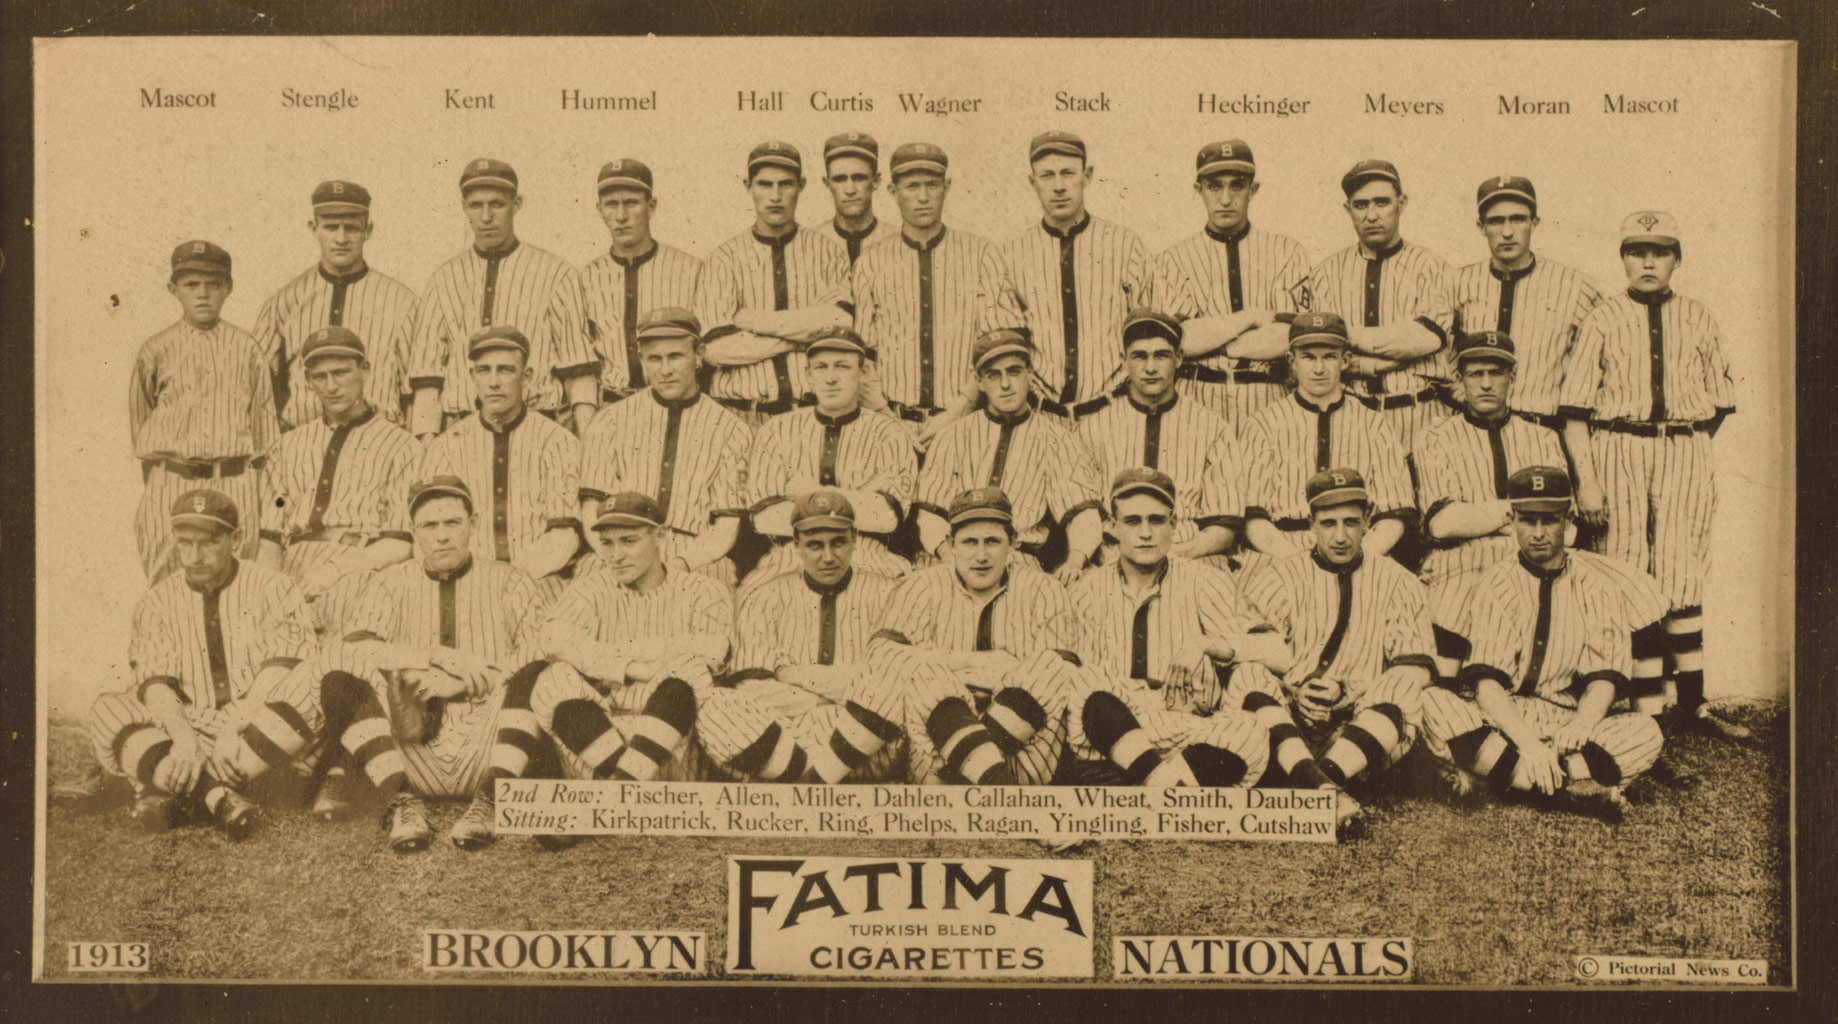 Mascot Stengle Kent Hummel Hall Curtis Wagner Stack Heckinger Meyers Moran Mascot
2nd Row: Fischer, Allen, Miller, Dahlen, Callahan, Wheat, Smith, Daubert
Sitting: Kirkpatrick, Rucker, Ring, Phelps, Ragan, Yingling, Fisher, Cutshaw
FATIMA
TURKISH BLEND
CIGARETTES
1913 BROOKLYN NATIONALS
© Pictorial News Co.